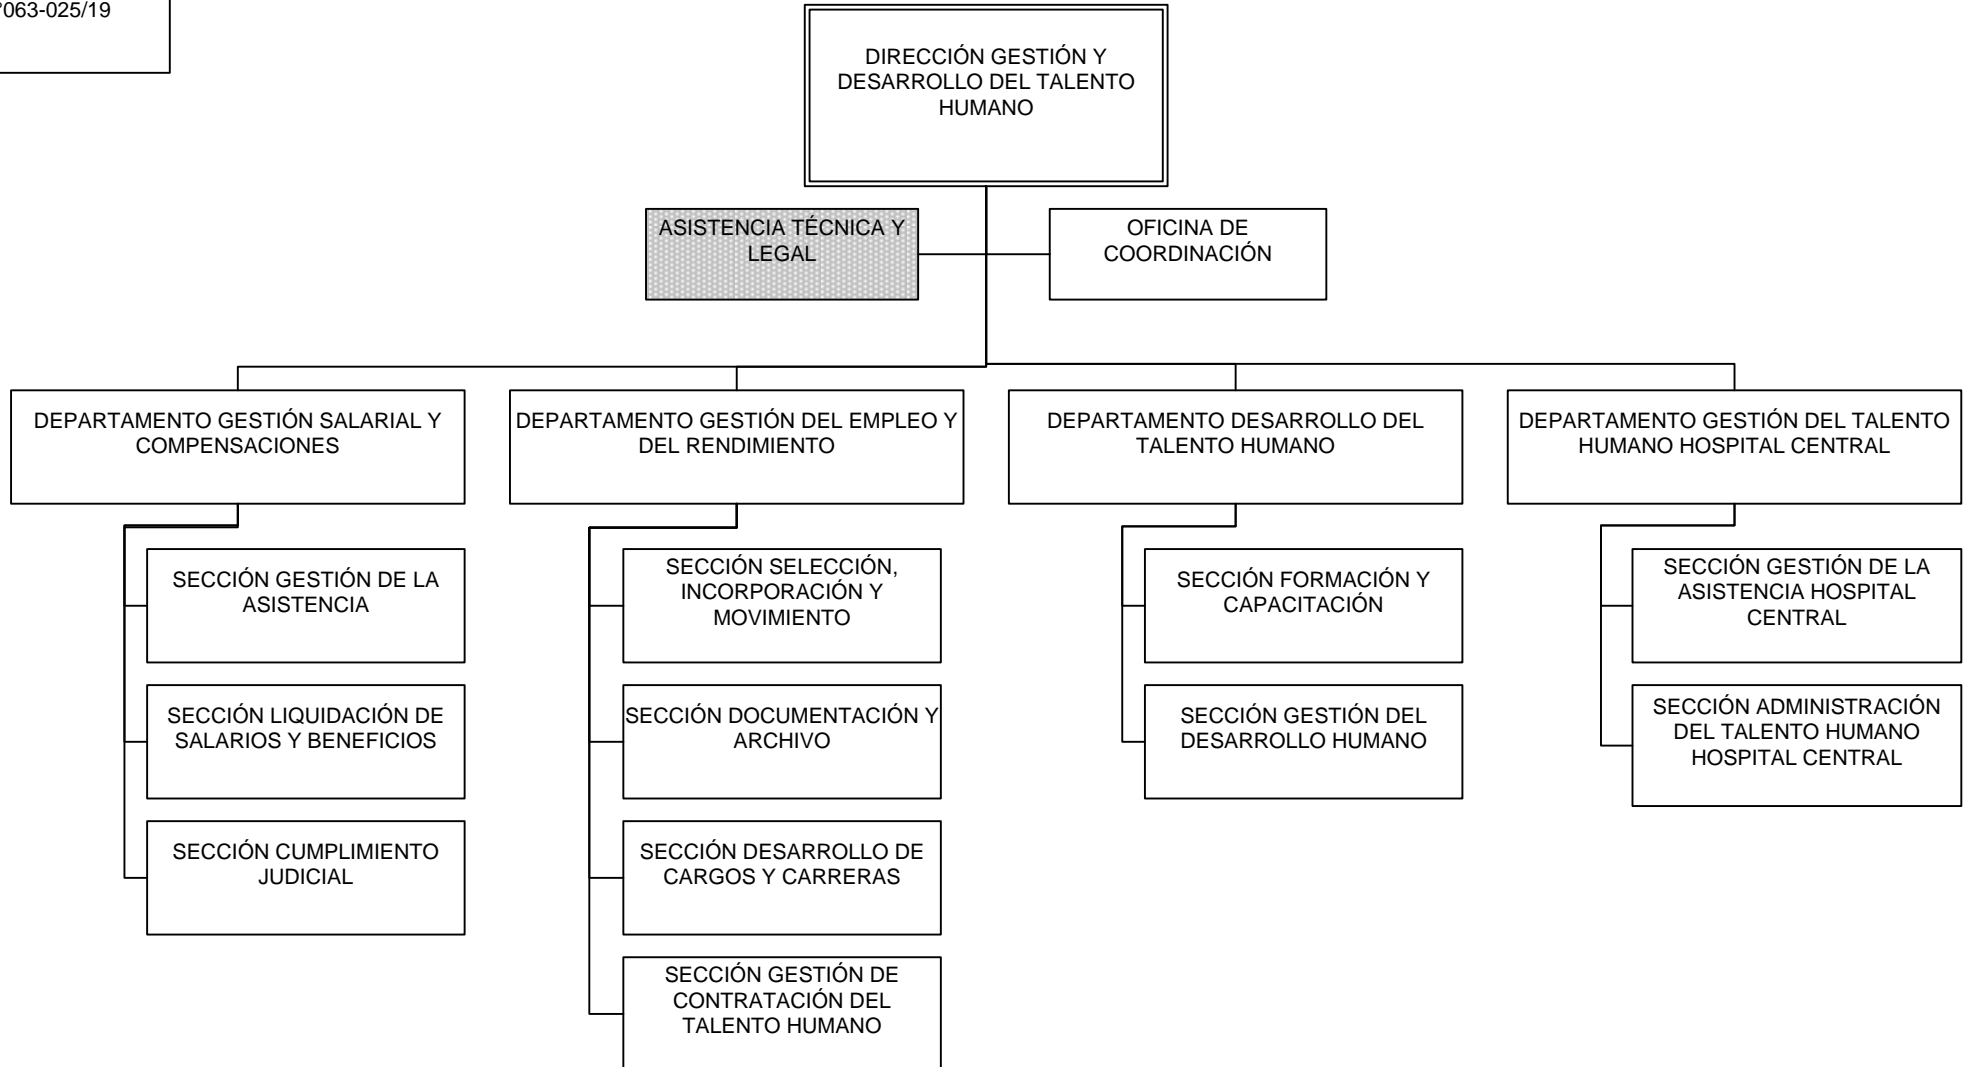 °063-025/19
DIRECCIÓN GESTIÓN Y
DESARROLLO DEL TALENTO
HUMANO
ASISTENCIA TÉCNICA Y
LEGAL
OFICINA DE
COORDINACIÓN
DEPARTAMENTO GESTIÓN SALARIAL Y
COMPENSACIONES
DEPARTAMENTO GESTIÓN DEL EMPLEO Y
DEL RENDIMIENTO
DEPARTAMENTO DESARROLLO DEL
TALENTO HUMANO
DEPARTAMENTO GESTIÓN DEL TALENTO
HUMANO HOSPITAL CENTRAL
SECCIÓN GESTIÓN DE LA
ASISTENCIA
SECCIÓN LIQUIDACIÓN DE
SALARIOS Y BENEFICIOS
SECCIÓN CUMPLIMIENTO
JUDICIAL
SECCIÓN SELECCIÓN,
INCORPORACIÓN Y
MOVIMIENTO
SECCIÓN DOCUMENTACIÓN Y
ARCHIVO
SECCIÓN DESARROLLO DE
CARGOS Y CARRERAS
SECCIÓN GESTIÓN DE
CONTRATACIÓN DEL
TALENTO HUMANO
SECCIÓN FORMACIÓN Y
CAPACITACIÓN
SECCIÓN GESTIÓN DEL
DESARROLLO HUMANO
SECCIÓN GESTIÓN DE LA
ASISTENCIA HOSPITAL
CENTRAL
SECCIÓN ADMINISTRACIÓN
DEL TALENTO HUMANO
HOSPITAL CENTRAL